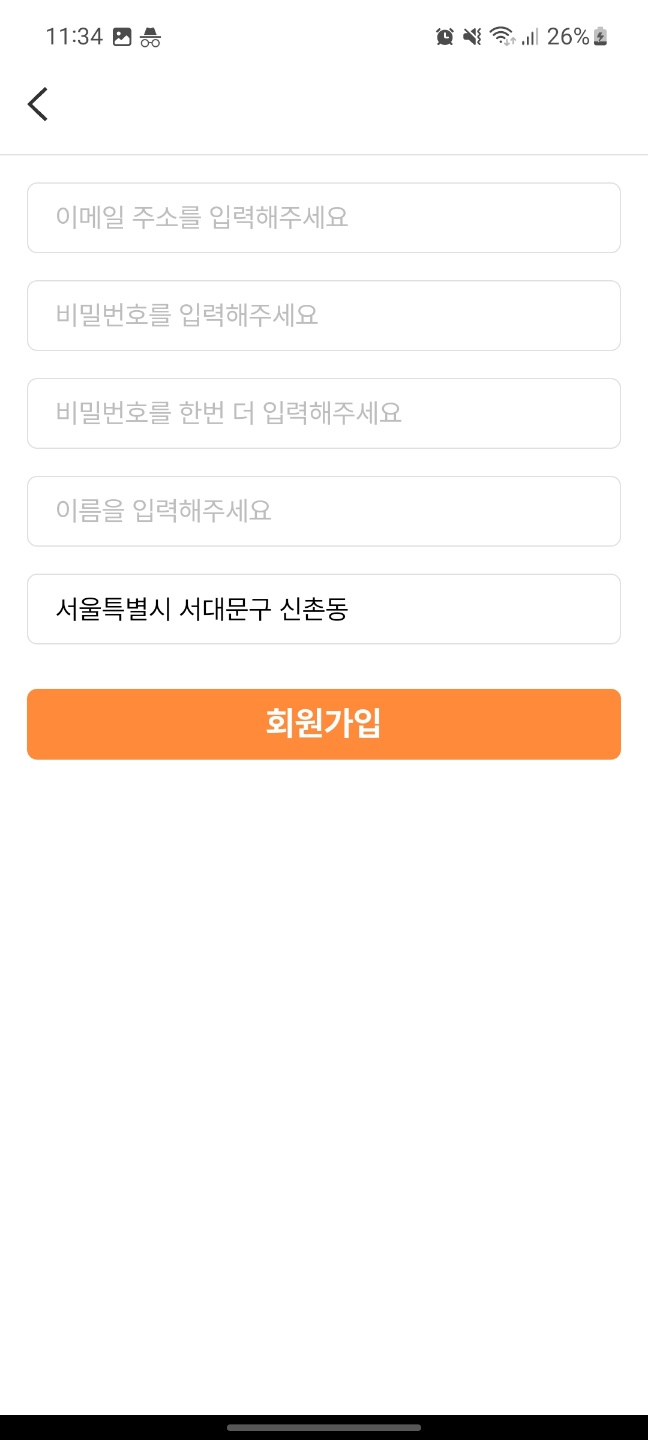 11:34 26%
이메일 주소를 입력해주세요
비밀번호를 입력해주세요
비밀번호를 한번 더 입력해주세요
이름을 입력해주세요
서울특별시 서대문구 신촌동
회원가입